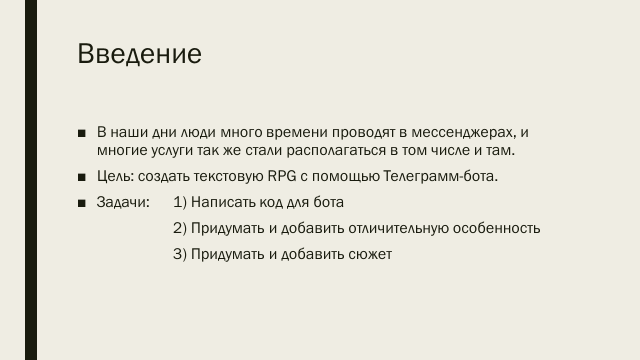 Введение
■ В наши дни люди много времени проводят в мессенджерах, и
многие услуги так же стали располагаться в том числе и там.
■ Цель: создать текстовую RPG с помощью Телеграмм-бота.
■ Задачи: 1) Написать код для бота
2) Придумать и добавить отличительную особенность
3) Придумать и добавить сюжет